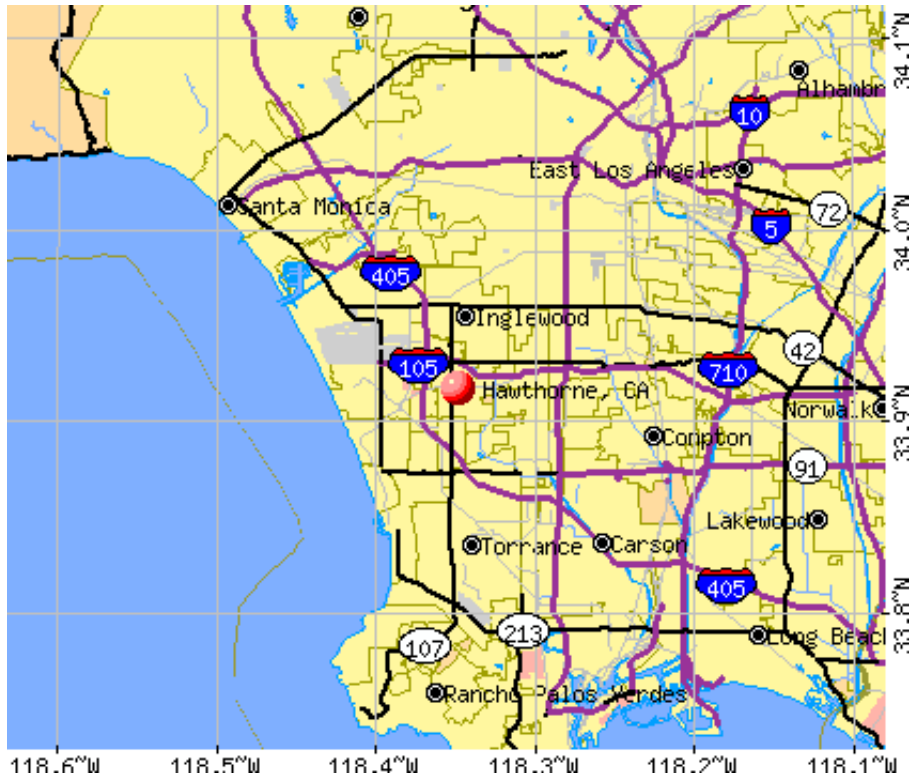 34.1°N
Alhambr
10
East Los Angeles
Santa Monica
72
5
34.0°N
405
Inglewood
42
105
710
Hawthorne, CA
Norwalk
33.9°N
Compton
91
Lakewood
Torrance
Carson
405
33.8°N
213
Long Beach
107
Rancho Palos Verdes
118.6°W 118.5°W 118.4°W 118.3°W 118.2°W 118.1°W